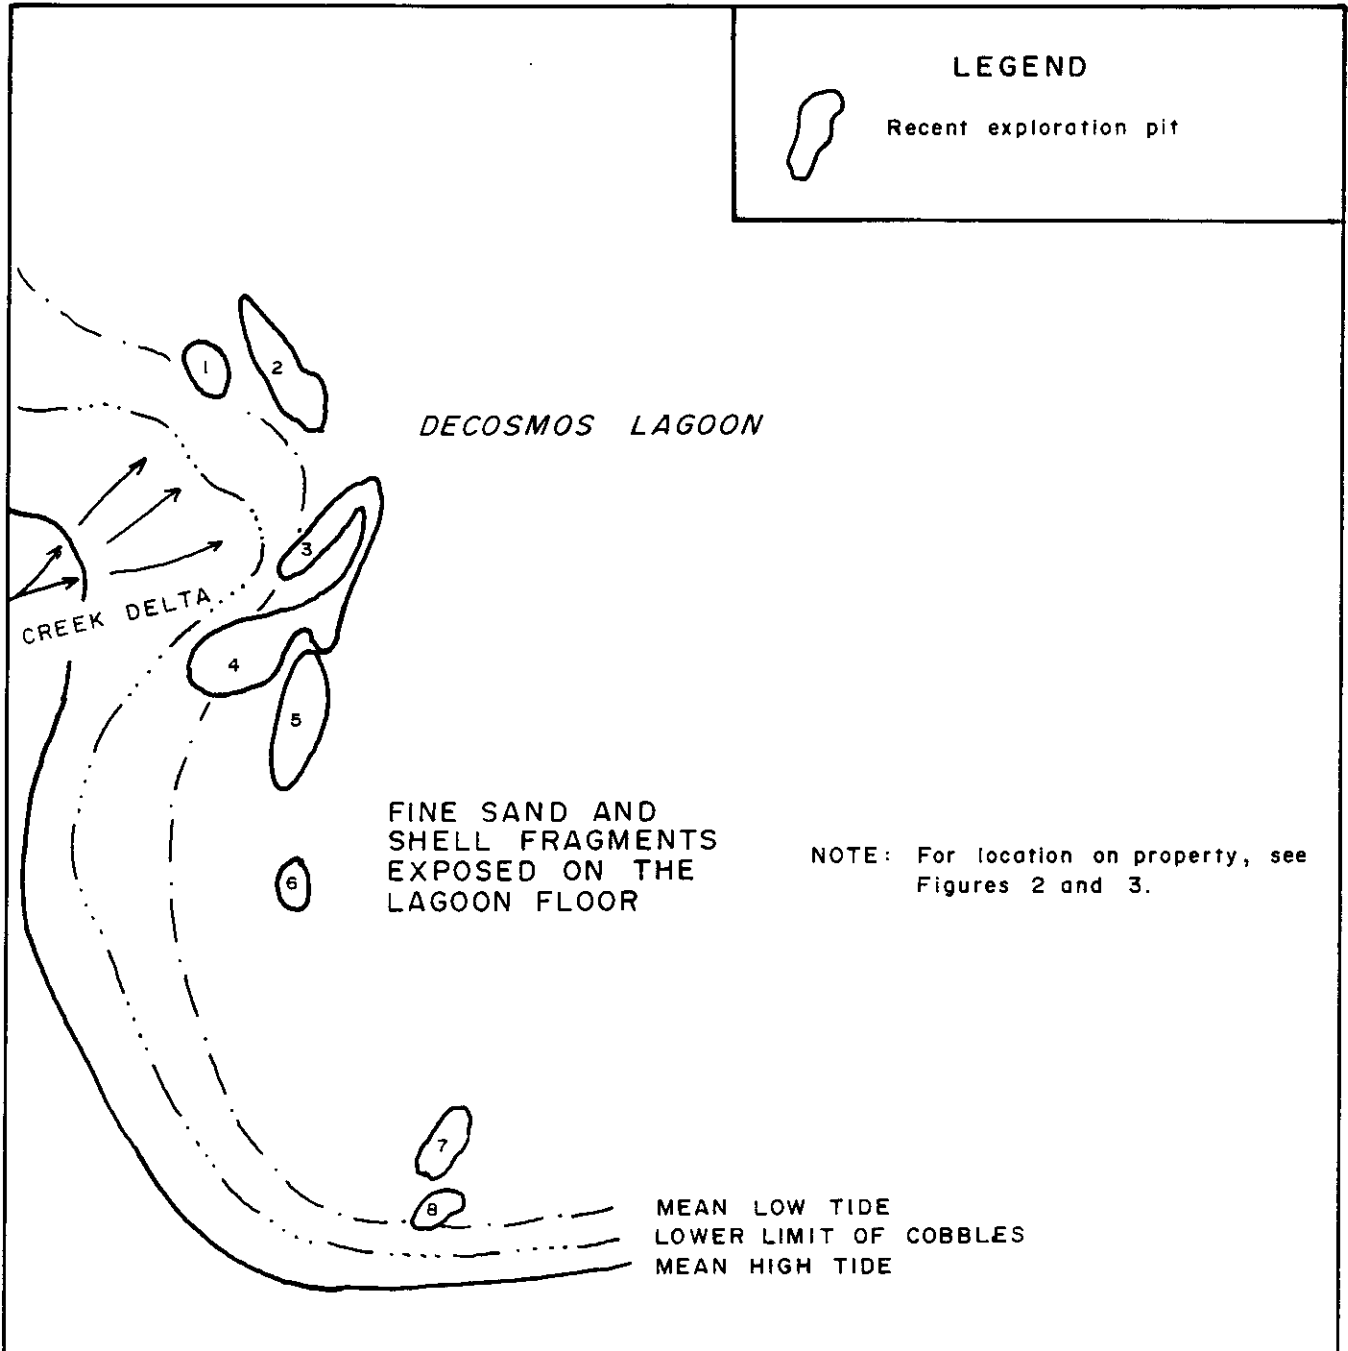 LEGEND
Recent exploration pit
1
2
DECOSMOS LAGOON
3
CREEK DELTA
4
5
FINE SAND AND
SHELL FRAGMENTS
EXPOSED ON THE
LAGOON FLOOR
NOTE: For location on property, see
Figures 2 and 3.
6
7
8
MEAN LOW TIDE
LOWER LIMIT OF COBBLES
MEAN HIGH TIDE